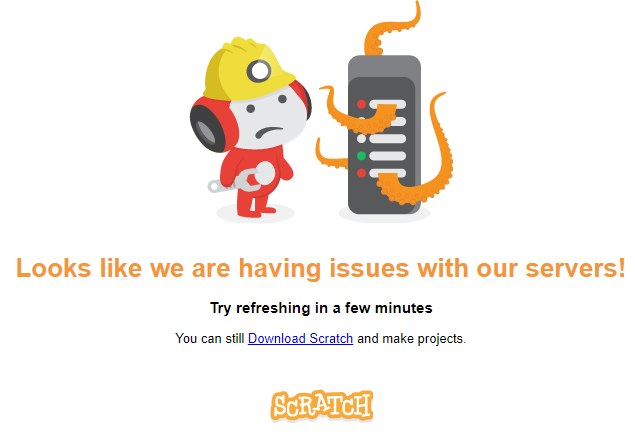 Looks like we are having issues with our servers!
Try refreshing in a few minutes
You can still Download Scratch and make projects.
SCRATCH